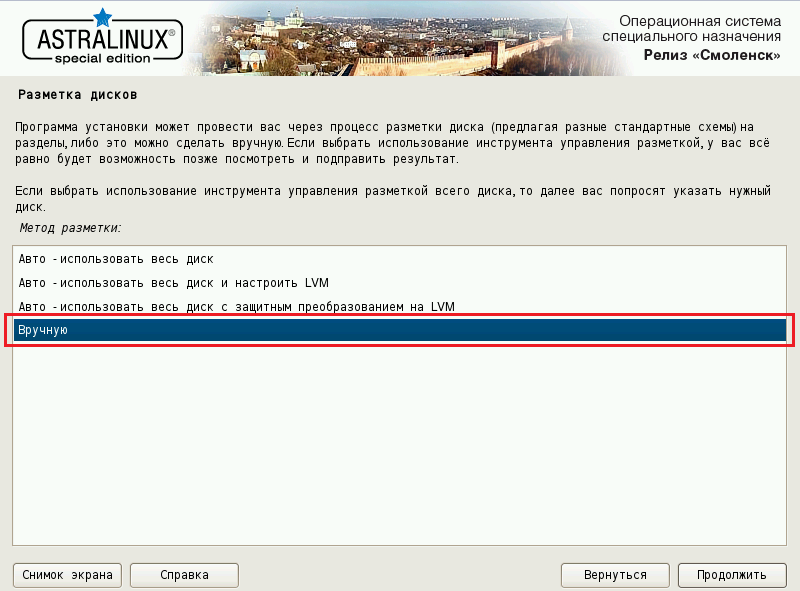 ASTRALINUX®
special edition
Операционная система
специального назначения
Релиз «Смоленск»
Разметка дисков
Программа установки может провести вас через процесс разметки диска (предлагая разные стандартные схемы) на
разделы, либо это можно сделать вручную. Если выбрать использование инструмента управления разметкой, у вас всё
равно будет возможность позже посмотреть и подправить результат.
Если выбрать использование инструмента управления разметкой всего диска, то далее вас попросят указать нужный
диск.
Метод разметки:
Авто - использовать весь диск
Авто - использовать весь диск и настроить LVM
Авто - использовать весь диск с защитным преобразованием на LVM
Вручную
Снимок экрана
Справка
Вернуться
Продолжить